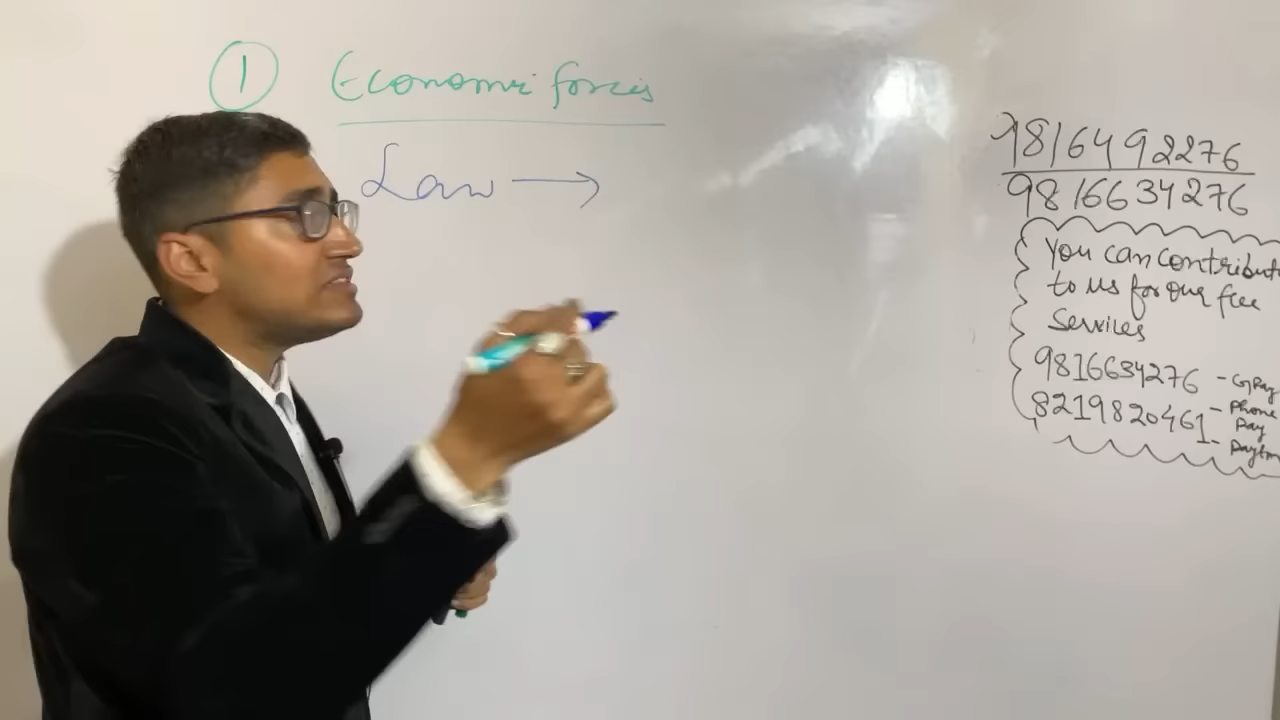 1 Economic forces
Law →
9816492276
9816634276
You can contribut
to us for our free
Services
9816634276 - GPay
8219820461 - Phone
Pay
- Paytm